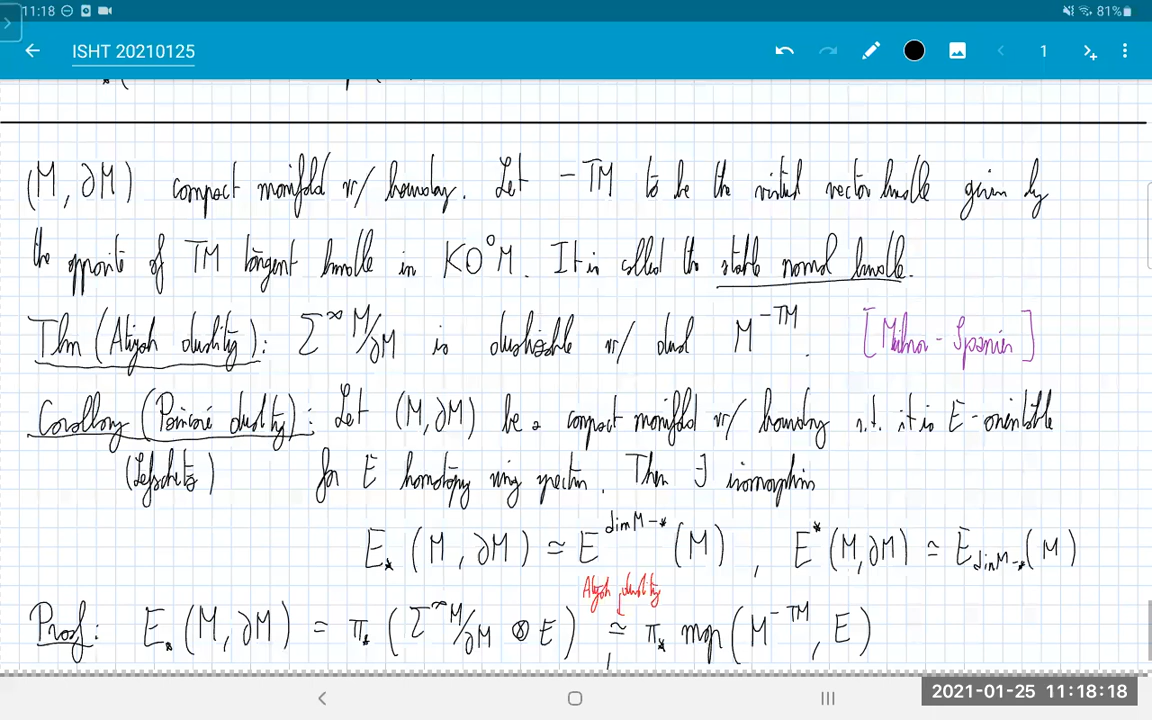 11:18 81%
ISHT 20210125 1
(M, ∂M) compact manifold w/ boundary. Let -TM to be the virtual vector bundle given by
the opposite of TM tangent bundle in KO⁰M. It is called the stable normal bundle.
Thm (Atiyah duality): Σ^∞ M/∂M is dualizable w/ dual M^{-TM}. [Milnor-Spanier]
Corollary (Poincaré duality): Let (M,∂M) be a compact manifold w/ boundary s.t. it is E-orientable
(Lefschetz) for E homotopy ring spectrum. Then ∃ isomorphisms
E_*(M, ∂M) ≃ E^{dim M-*}(M), E^*(M,∂M) ≃ E_{dim M-*}(M)
Atiyah duality
Proof: E_*(M, ∂M) = π_*(Σ^∞ M/∂M ⊗ E) ≃ π_* map(M^{-TM}, E)
2021-01-25 11:18:18